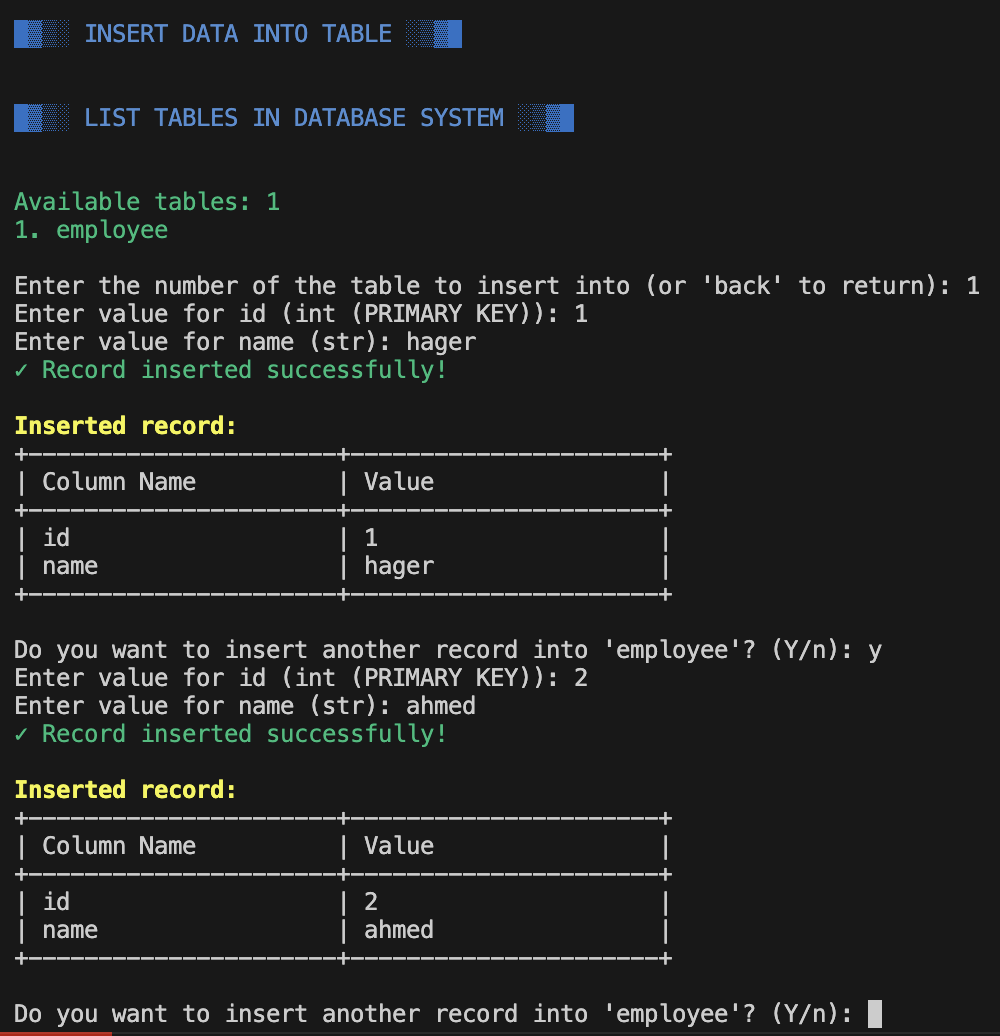 █▓▒░ INSERT DATA INTO TABLE ░▒▓█
█▓▒░ LIST TABLES IN DATABASE SYSTEM ░▒▓█
Available tables: 1
1. employee
Enter the number of the table to insert into (or 'back' to return): 1
Enter value for id (int (PRIMARY KEY)): 1
Enter value for name (str): hager
✓ Record inserted successfully!
Inserted record:
+----------------------+----------------------+
| Column Name          | Value                |
+----------------------+----------------------+
| id                   | 1                    |
| name                 | hager                |
+----------------------+----------------------+
Do you want to insert another record into 'employee'? (Y/n): y
Enter value for id (int (PRIMARY KEY)): 2
Enter value for name (str): ahmed
✓ Record inserted successfully!
Inserted record:
+----------------------+----------------------+
| Column Name          | Value                |
+----------------------+----------------------+
| id                   | 2                    |
| name                 | ahmed                |
+----------------------+----------------------+
Do you want to insert another record into 'employee'? (Y/n):